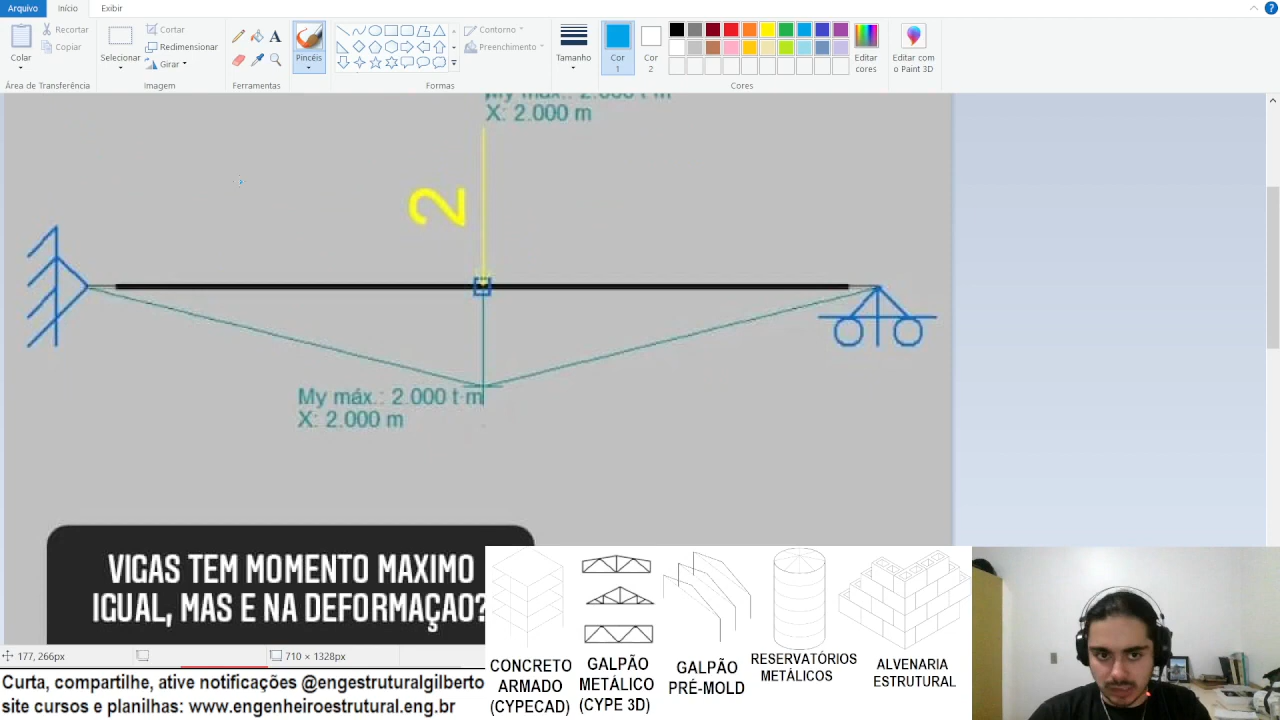 Arquivo
Início
Exibir
?
Colar
Recortar
Copiar
Área de Transferência
Selecionar
Cortar
Redimensionar
Girar
Imagem
A
Ferramentas
Pincéis
Formas
Contorno
Preenchimento
Tamanho
Cor
1
Cor
2
Editar
cores
Cores
Editar com
o Paint 3D
My máx.: 2.000 t·m
X: 2.000 m
2
My máx.: 2.000 t·m
X: 2.000 m
VIGAS TEM MOMENTO MAXIMO
IGUAL, MAS E NA DEFORMAÇAO?
177, 266px
710 × 1328px
Curta, compartilhe, ative notificações @engestruturalgilberto
site cursos e planilhas: www.engenheiroestrutural.eng.br
CONCRETO
ARMADO
(CYPECAD)
GALPÃO
METÁLICO
(CYPE 3D)
GALPÃO
PRÉ-MOLD
RESERVATÓRIOS
METÁLICOS
ALVENARIA
ESTRUTURAL